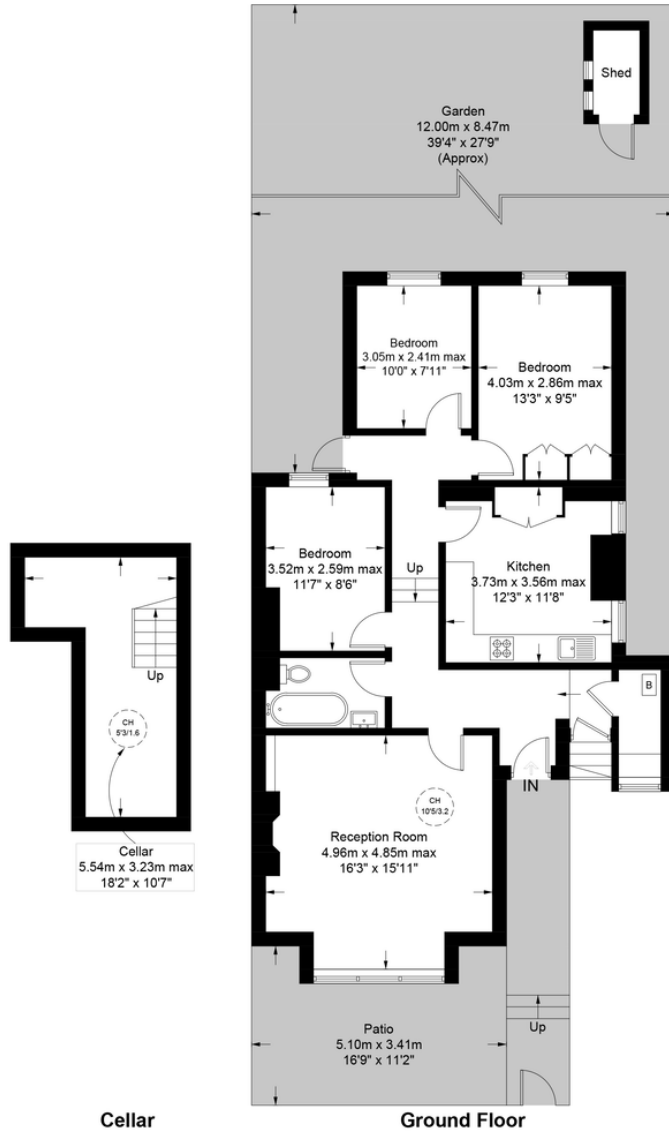 Shed
Garden
12.00m x 8.47m
39'4" x 27'9"
(Approx)
Bedroom
3.05m x 2.41m max
10'0" x 7'11"
Bedroom
4.03m x 2.86m max
13'3" x 9'5"
Bedroom
3.52m x 2.59m max
11'7" x 8'6"
Up
Kitchen
3.73m x 3.56m max
12'3" x 11'8"
B
IN
CH
10'5/3.2
Reception Room
4.96m x 4.85m max
16'3" x 15'11"
Up
CH
5'3/1.6
Cellar
5.54m x 3.23m max
18'2" x 10'7"
Patio
5.10m x 3.41m
16'9" x 11'2"
Up
Cellar
Ground Floor